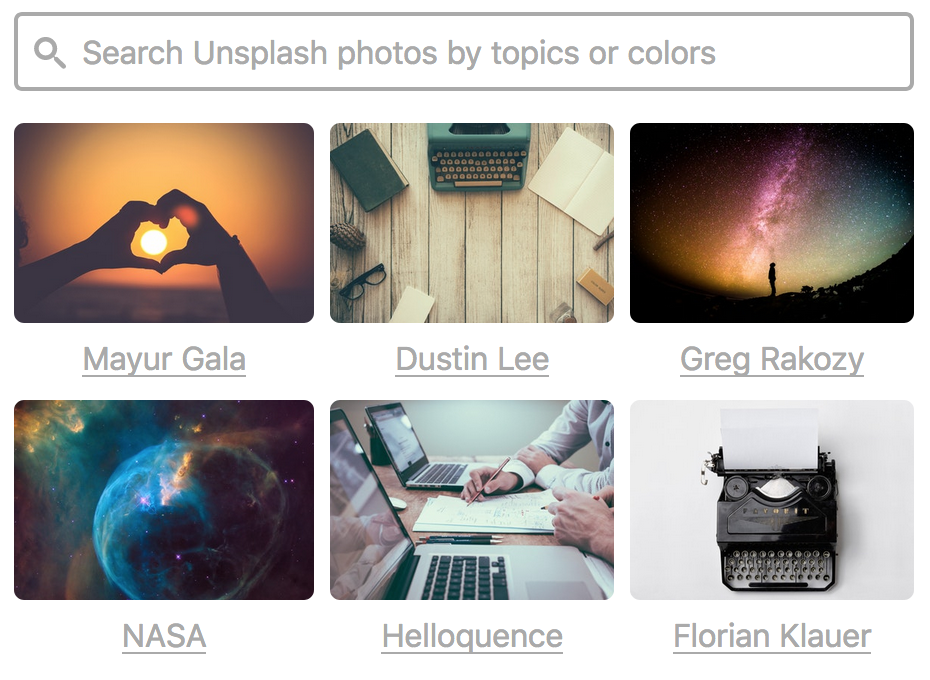 Search Unsplash photos by topics or colors
Mayur Gala
Dustin Lee
Greg Rakozy
NASA
Helloquence
Florian Klauer